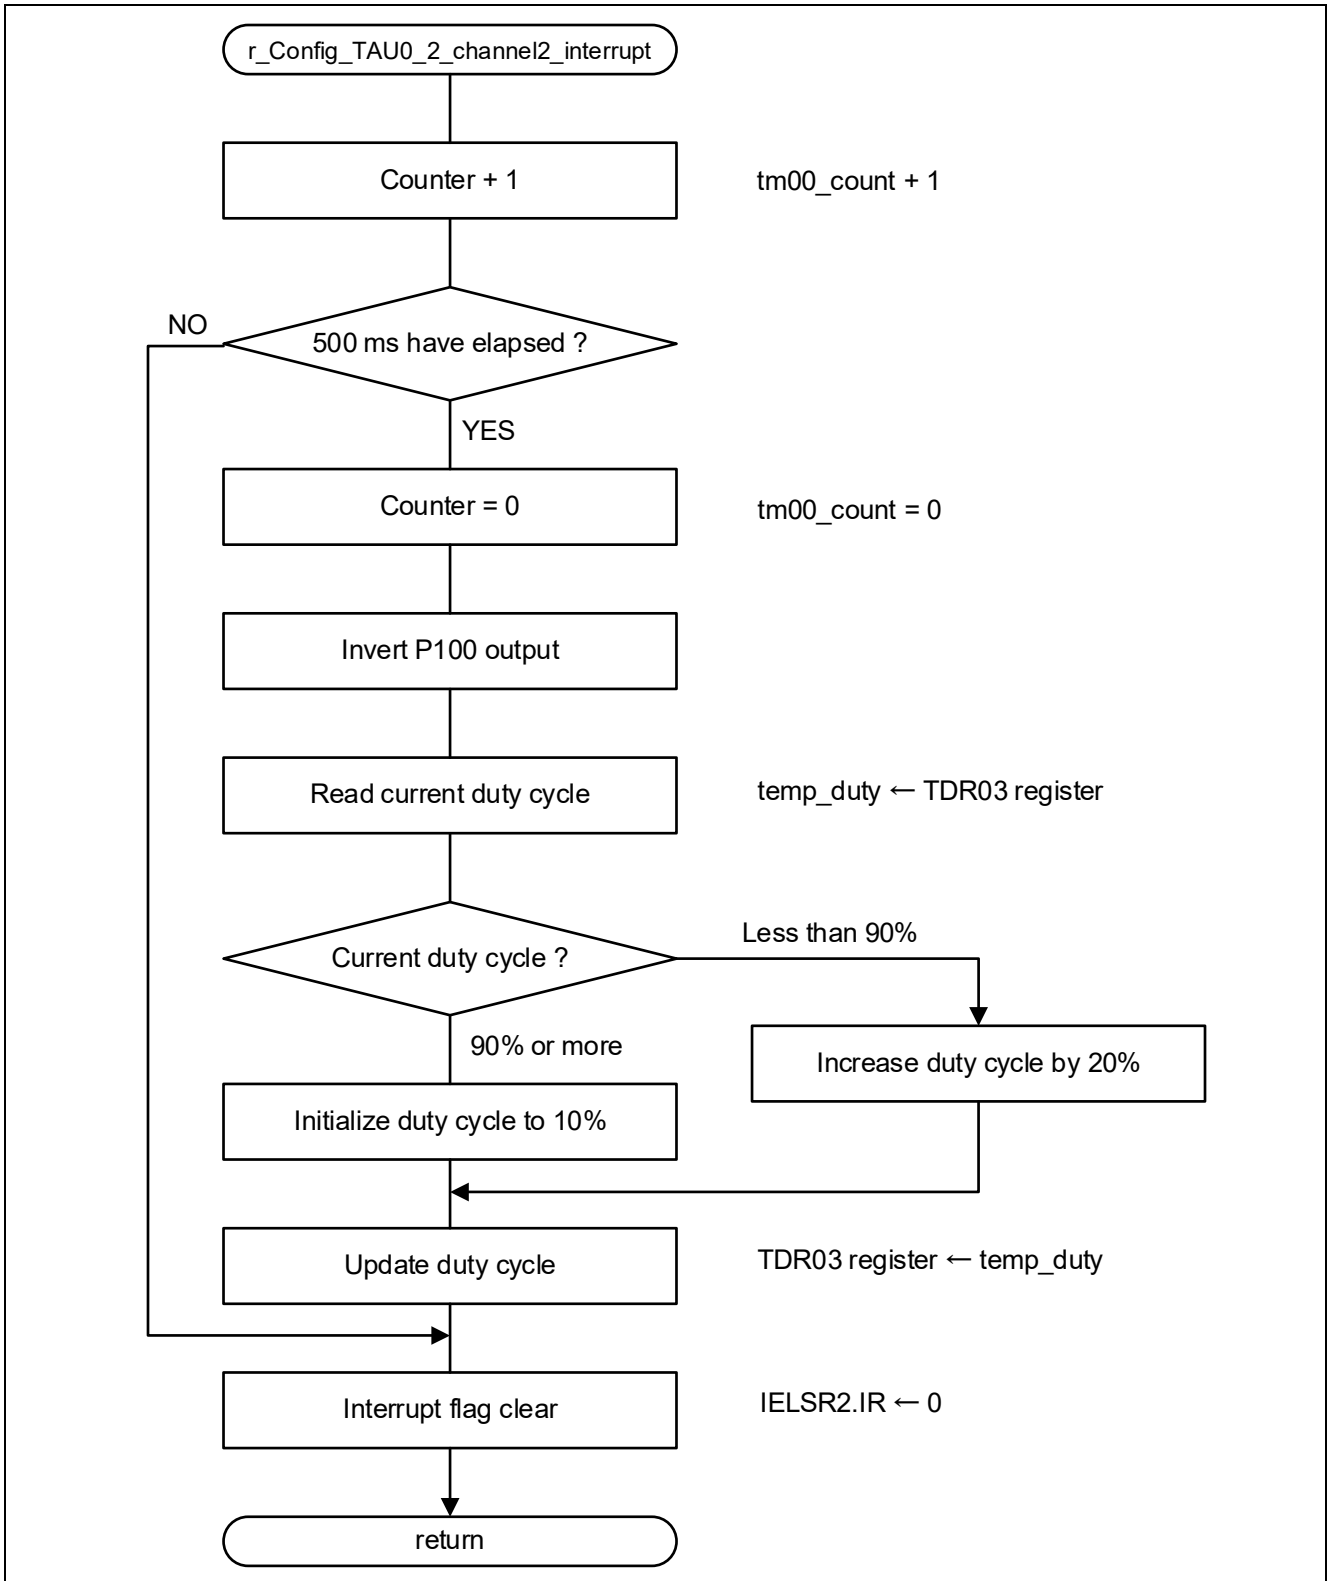 r_Config_TAU0_2_channel2_interrupt
Counter + 1
tm00_count + 1
NO
500 ms have elapsed ?
YES
Counter = 0
tm00_count = 0
Invert P100 output
Read current duty cycle
temp_duty ← TDR03 register
Less than 90%
Current duty cycle ?
90% or more
Increase duty cycle by 20%
Initialize duty cycle to 10%
Update duty cycle
TDR03 register ← temp_duty
Interrupt flag clear
IELSR2.IR ← 0
return